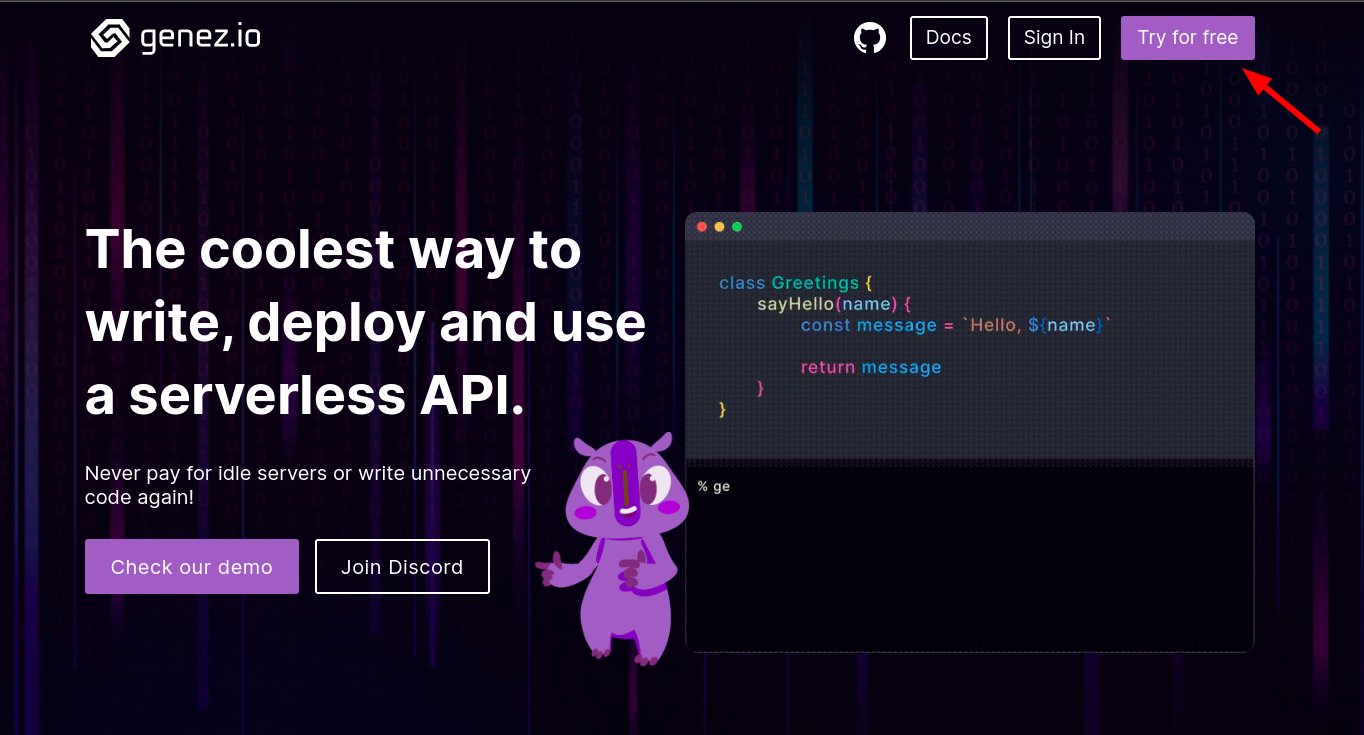 genez.io
Docs
Sign In
Try for free
The coolest way to
write, deploy and use
a serverless API.
Never pay for idle servers or write unnecessary
code again!
Check our demo
Join Discord
class Greetings {
sayHello(name) {
const message = `Hello, ${name}`
return message
}
}
% ge